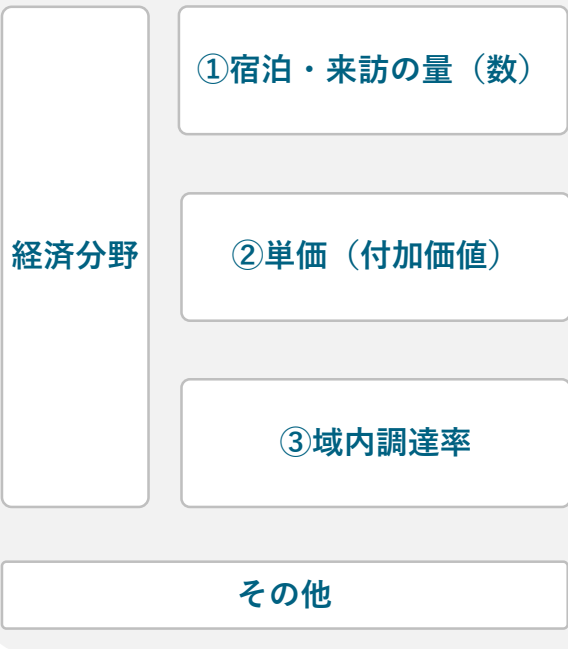 経済分野
①宿泊・来訪の量（数）
②単価（付加価値）
③域内調達率
その他